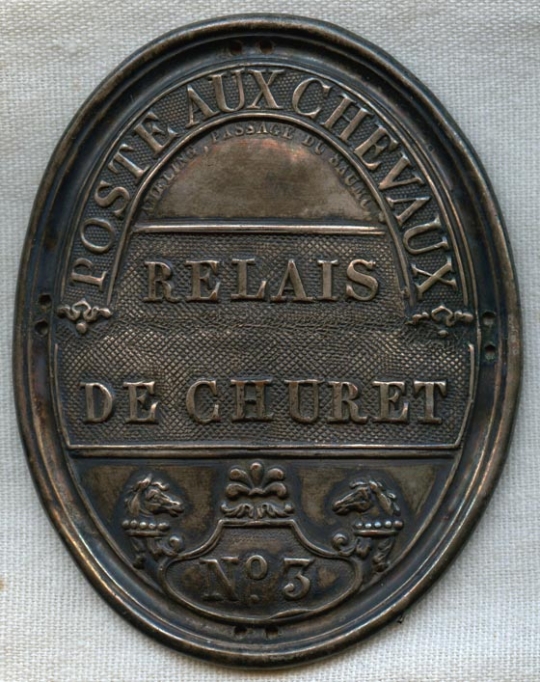 POSTE AUX CHEVAUX
PASSAGE DU SAUMON
RELAIS
DE CHURET
No. 3